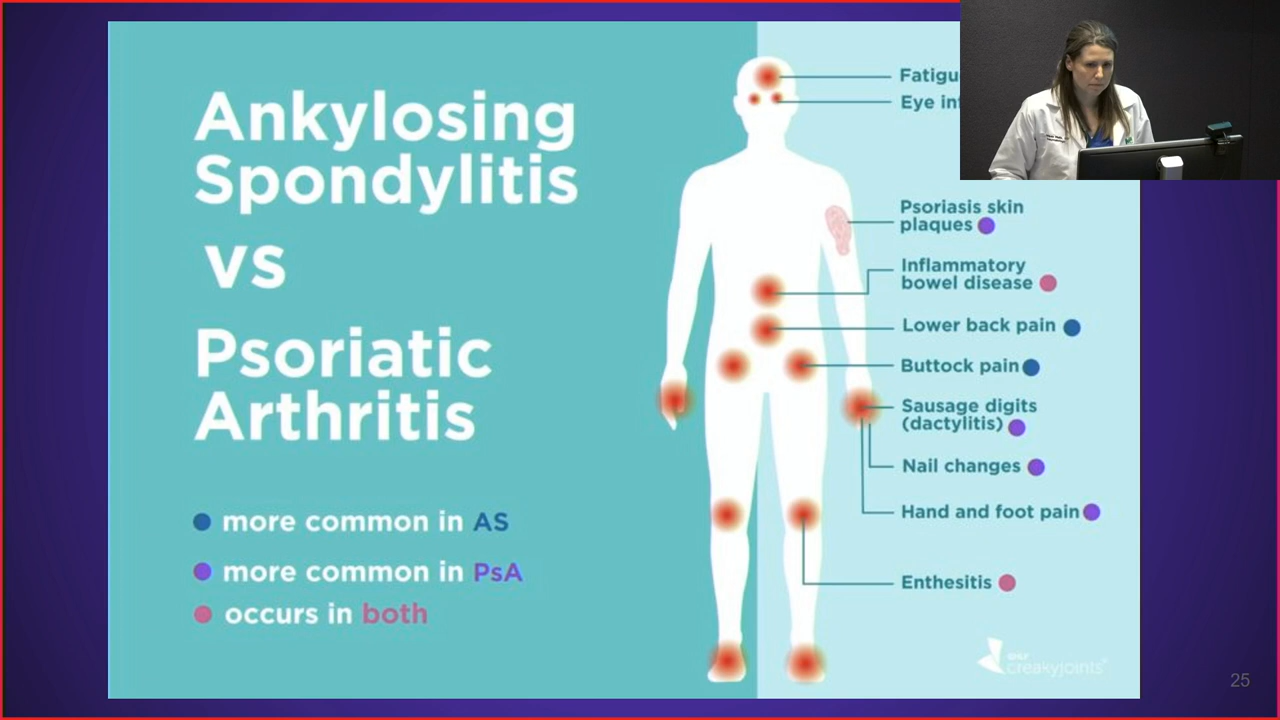 Ankylosing
Spondylitis
vs
Psoriatic
Arthritis
more common in AS
more common in PsA
occurs in both
Eye
Psoriasis skin
plaques
Inflammatory
bowel disease
Lower back pain
Buttock pain
Sausage digits
(dactylitis)
Nail changes
Hand and foot pain
Enthesitis
creakyjoints
25